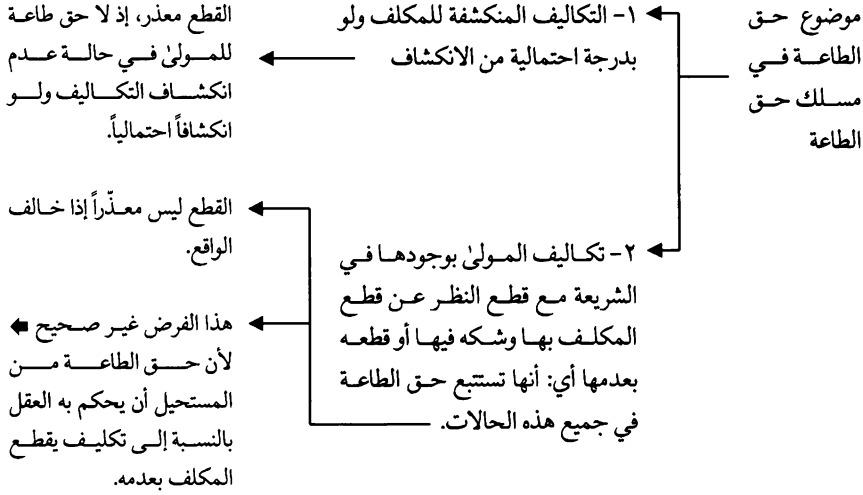 موضوع حق
الطاعة في
مسلك حق
الطاعة
١- التكاليف المنكشفة للمكلف ولو
بدرجة احتمالية من الانكشاف
القطع معذر، إذ لا حق طاعة
للمولىٰ في حالة عدم
انكشاف التكاليف ولو
انكشافاً احتمالياً.
٢- تكاليف المولىٰ بوجودها في
الشريعة مع قطع النظر عن قطع
المكلف بها وشكه فيها أو قطعه
بعدمها أي: أنها تستتبع حق الطاعة
في جميع هذه الحالات.
القطع ليس معذّراً إذا خالف
الواقع.
هذا الفرض غير صحيح
لأن حق الطاعة من
المستحيل أن يحكم به العقل
بالنسبة إلى تكليف يقطع
المكلف بعدمه.